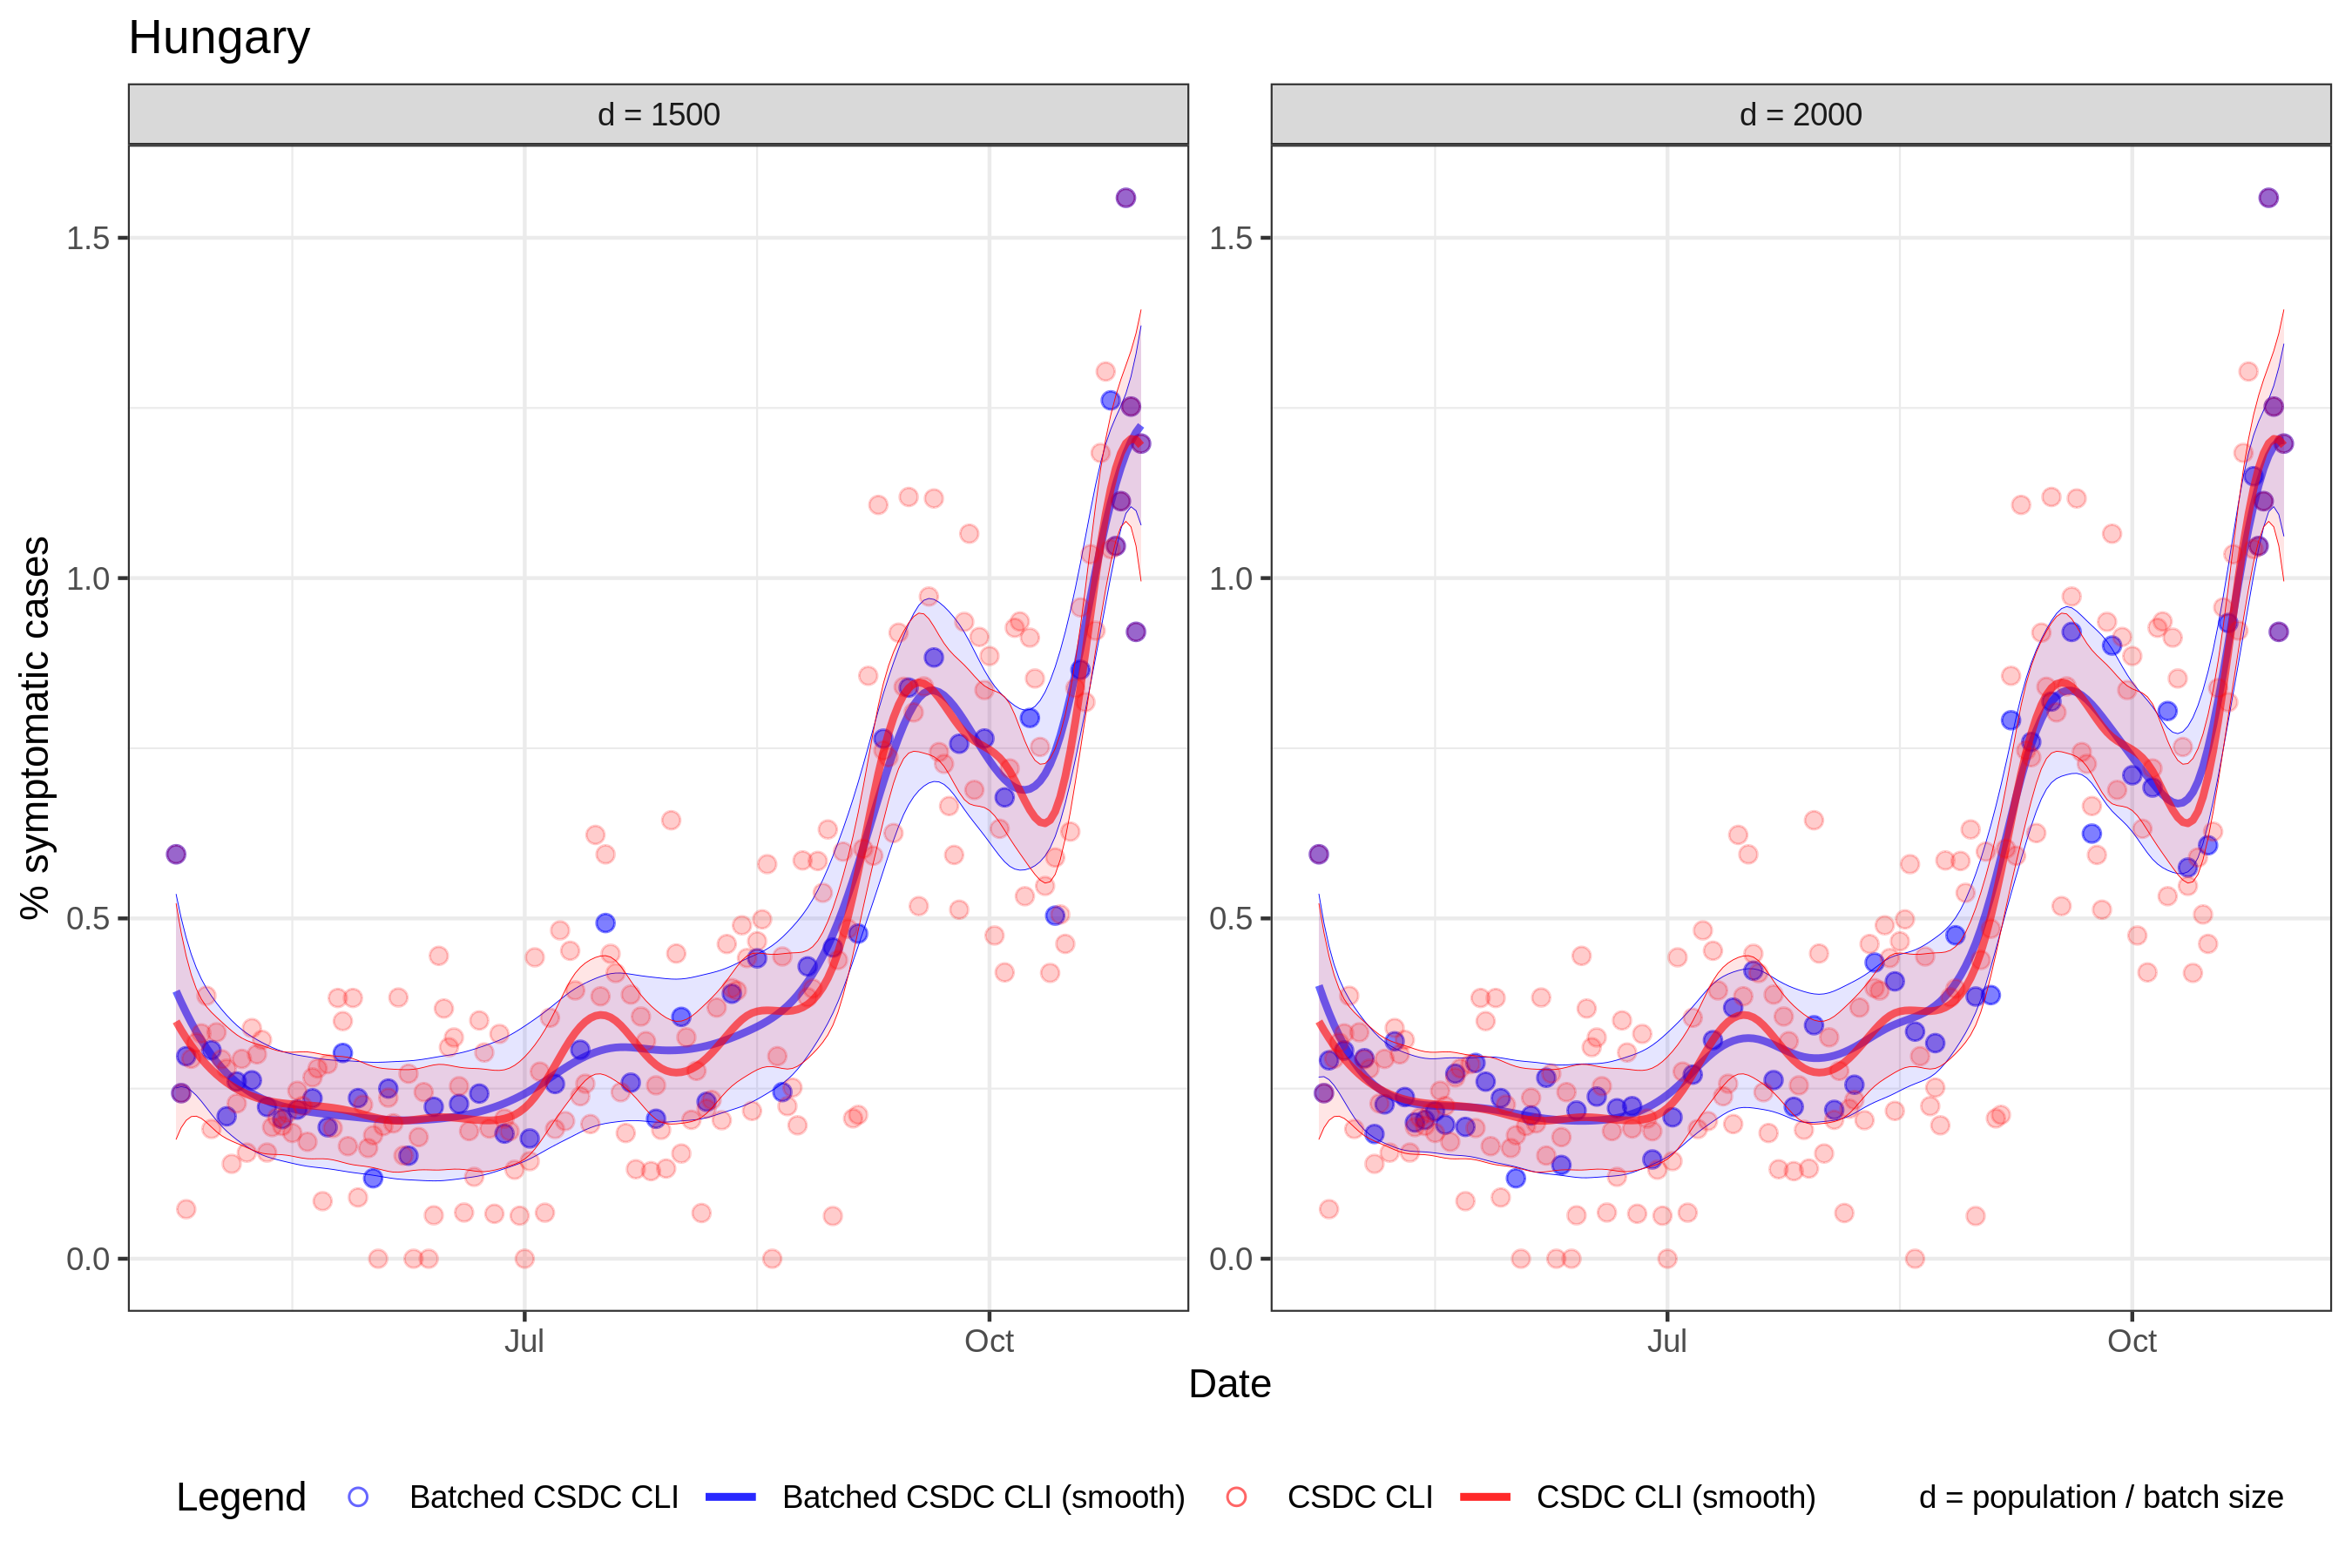 Hungary
d = 1500
d = 2000
% symptomatic cases
1.5
1.0
0.5
0.0
1.5
1.0
0.5
0.0
Jul
Oct
Jul
Oct
Date
Legend Batched CSDC CLI Batched CSDC CLI (smooth) CSDC CLI CSDC CLI (smooth) d = population / batch size